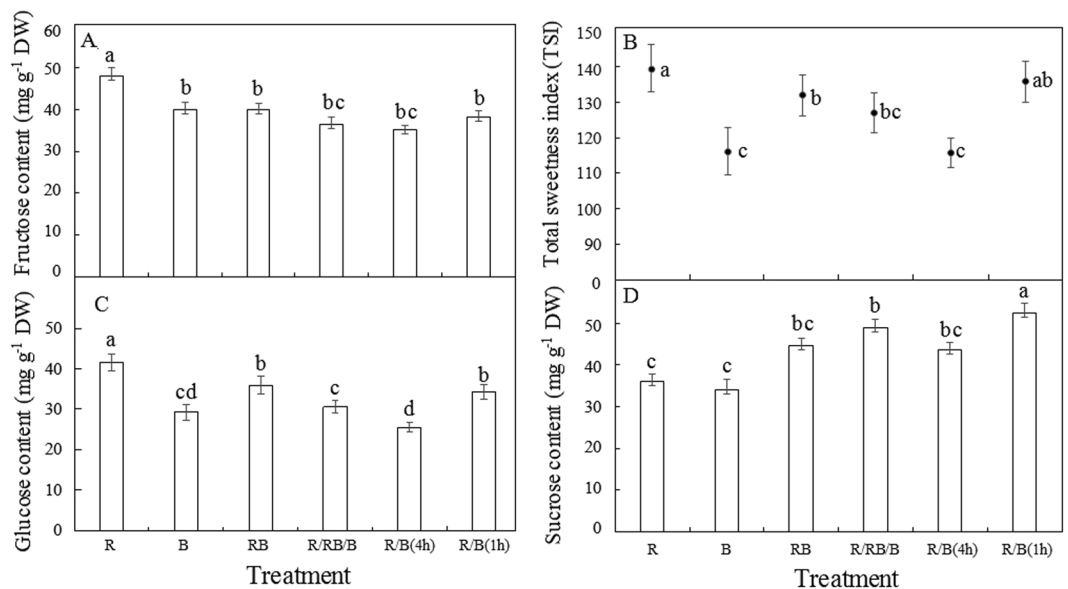 A
Fructose content (mg g-1 DW)
60
50
40
30
20
10
0
a
b
b
bc
bc
b
B
Total sweetness index (TSI)
150
140
130
120
110
100
90
0
a
c
b
bc
c
ab
C
Glucose content (mg g-1 DW)
50
40
30
20
10
0
a
cd
b
c
d
b
R B RB R/RB/B R/B(4h) R/B(1h)
Treatment
D
Sucrose content (mg g-1 DW)
50
40
30
20
10
0
c
c
bc
b
bc
a
R B RB R/RB/B R/B(4h) R/B(1h)
Treatment